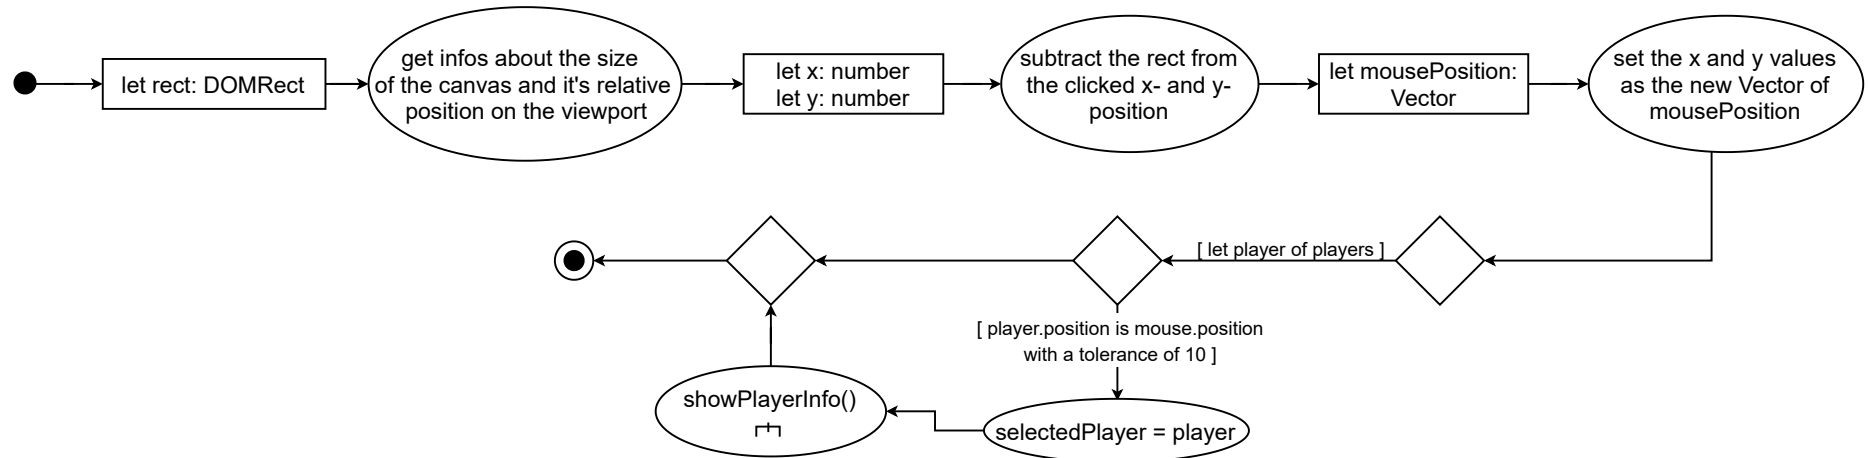 let rect: DOMRect
get infos about the size
of the canvas and it's relative
position on the viewport
let x: number
let y: number
subtract the rect from
the clicked x- and y-
position
let mousePosition:
Vector
set the x and y values
as the new Vector of
mousePosition
[ let player of players ]
[ player.position is mouse.position
with a tolerance of 10 ]
selectedPlayer = player
showPlayerInfo()